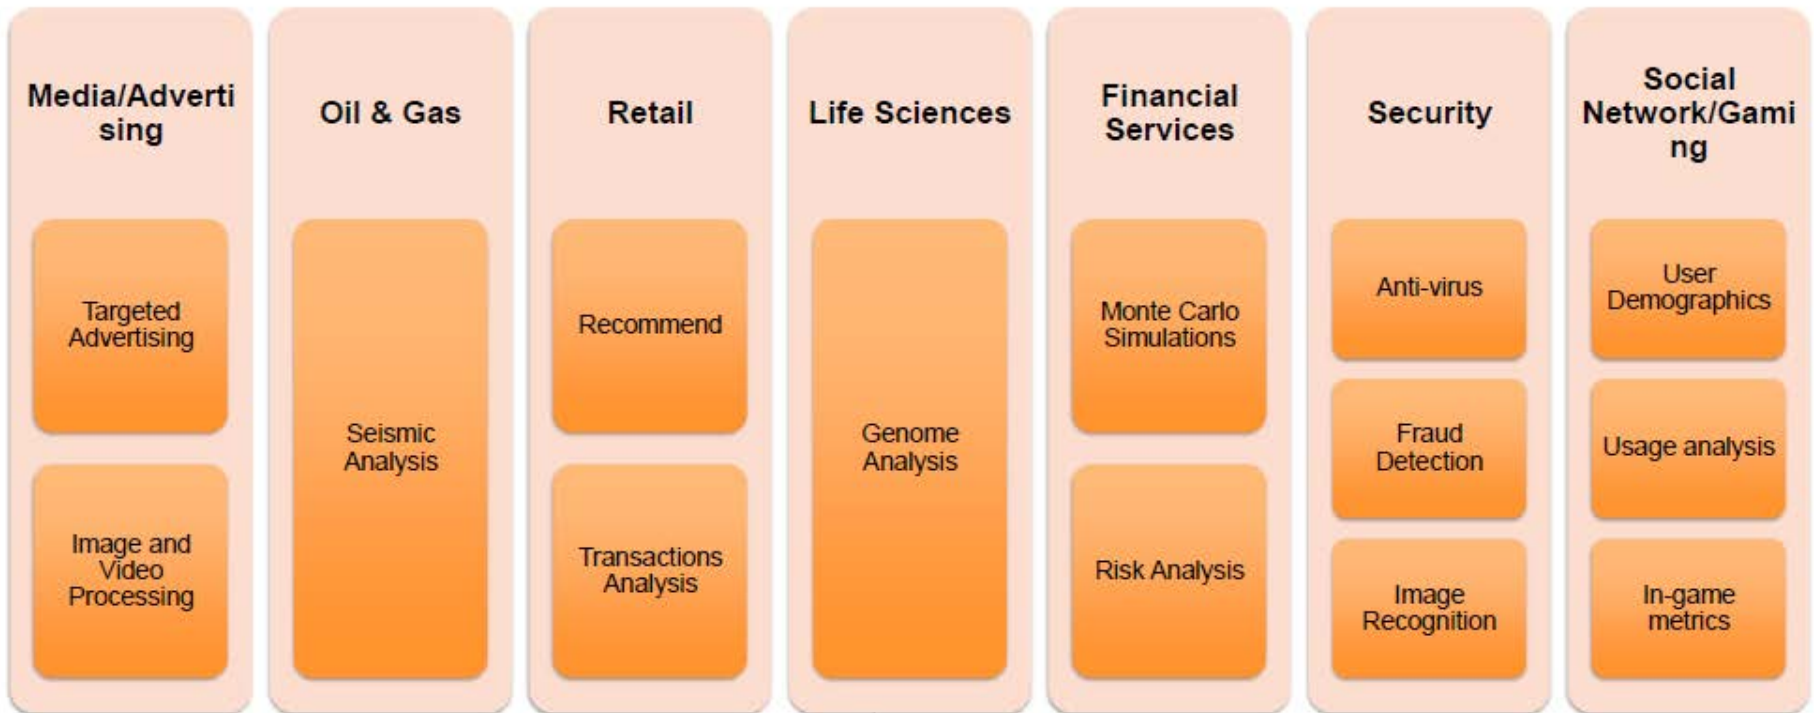 Media/Adverti
sing
Targeted
Advertising
Image and
Video
Processing
Oil & Gas
Seismic
Analysis
Retail
Recommend
Transactions
Analysis
Life Sciences
Genome
Analysis
Financial
Services
Monte Carlo
Simulations
Risk Analysis
Security
Anti-virus
Fraud
Detection
Image
Recognition
Social
Network/Gami
ng
User
Demographics
Usage analysis
In-game
metrics